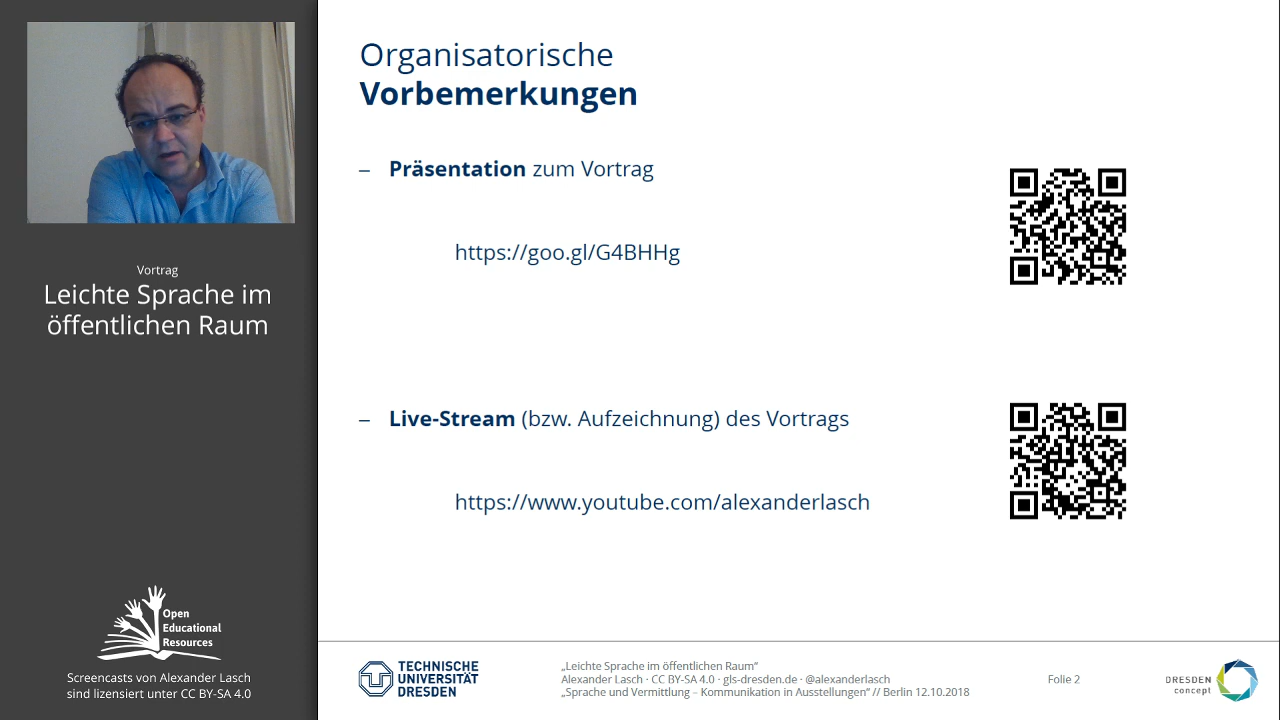 Vortrag
Leichte Sprache im
öffentlichen Raum
Open
Educational
Resources
Screencasts von Alexander Lasch
sind lizensiert unter CC BY-SA 4.0
Organisatorische
Vorbemerkungen
– Präsentation zum Vortrag
https://goo.gl/G4BHHg
– Live-Stream (bzw. Aufzeichnung) des Vortrags
https://www.youtube.com/alexanderlasch
TECHNISCHE
UNIVERSITÄT
DRESDEN
„Leichte Sprache im öffentlichen Raum“
Alexander Lasch · CC BY-SA 4.0 · gls-dresden.de · @alexanderlasch
„Sprache und Vermittlung – Kommunikation in Ausstellungen“ // Berlin 12.10.2018
Folie 2
DRESDEN
concept